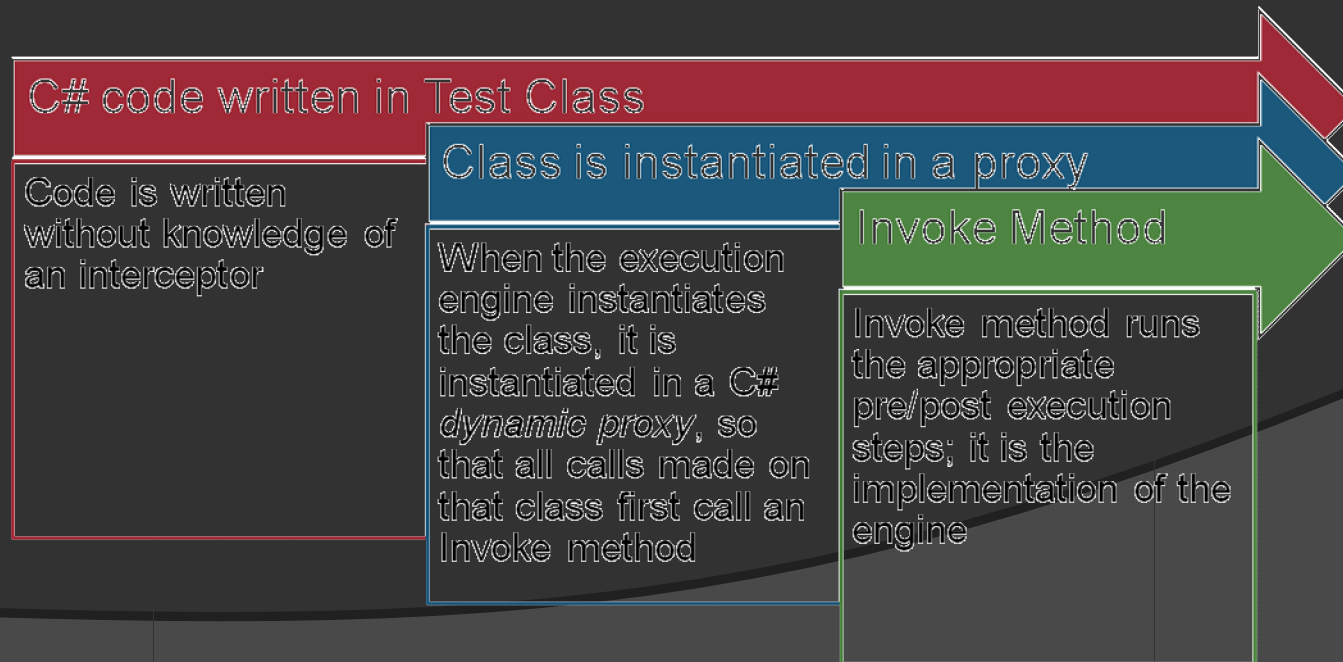 C# code written in Test Class
Code is written
without knowledge of
an interceptor
Class is instantiated in a proxy
When the execution
engine instantiates
the class, it is
instantiated in a C#
dynamic proxy, so
that all calls made on
that class first call an
Invoke method
Invoke Method
Invoke method runs
the appropriate
pre/post execution
steps; it is the
implementation of the
engine